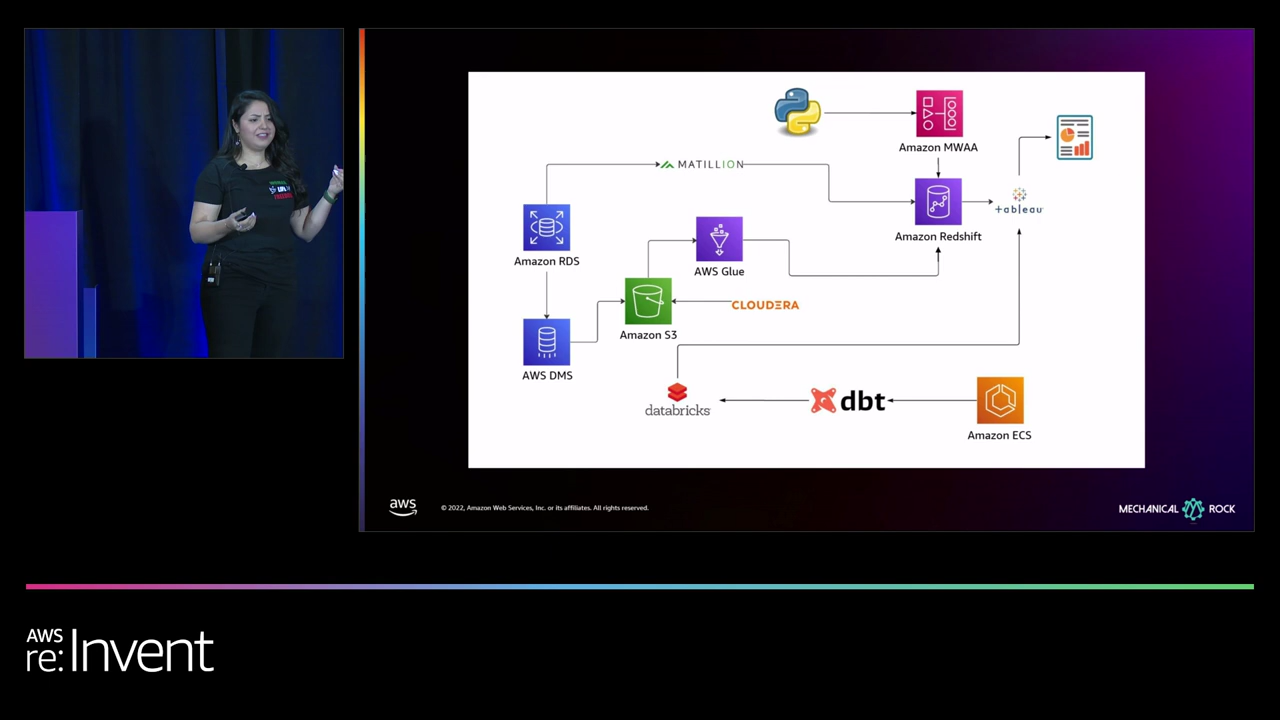 Amazon MWAA
MATILLION
Amazon Redshift
+ableau
Amazon RDS
AWS Glue
CLOUDERA
Amazon S3
AWS DMS
databricks
dbt
Amazon ECS
aws
© 2022, Amazon Web Services, Inc. or its affiliates. All rights reserved.
MECHANICAL ROCK
AWS
re:Invent